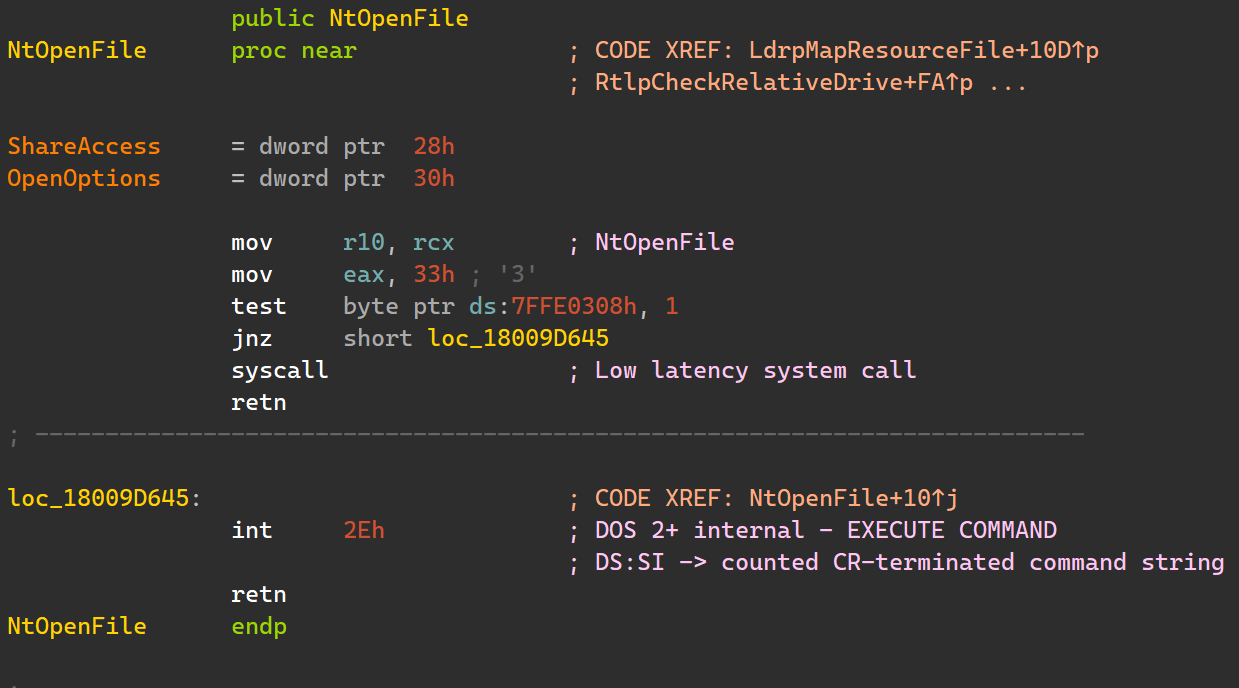 public NtOpenFile
NtOpenFile proc near ; CODE XREF: LdrpMapResourceFile+10D↑p
; RtlpCheckRelativeDrive+FA↑p ...
ShareAccess = dword ptr 28h
OpenOptions = dword ptr 30h
mov r10, rcx ; NtOpenFile
mov eax, 33h ; '3'
test byte ptr ds:7FFE0308h, 1
jnz short loc_18009D645
syscall ; Low latency system call
retn
; ---------------------------------------------------------------------------
loc_18009D645: ; CODE XREF: NtOpenFile+10↑j
int 2Eh ; DOS 2+ internal - EXECUTE COMMAND
; DS:SI -> counted CR-terminated command string
retn
NtOpenFile endp